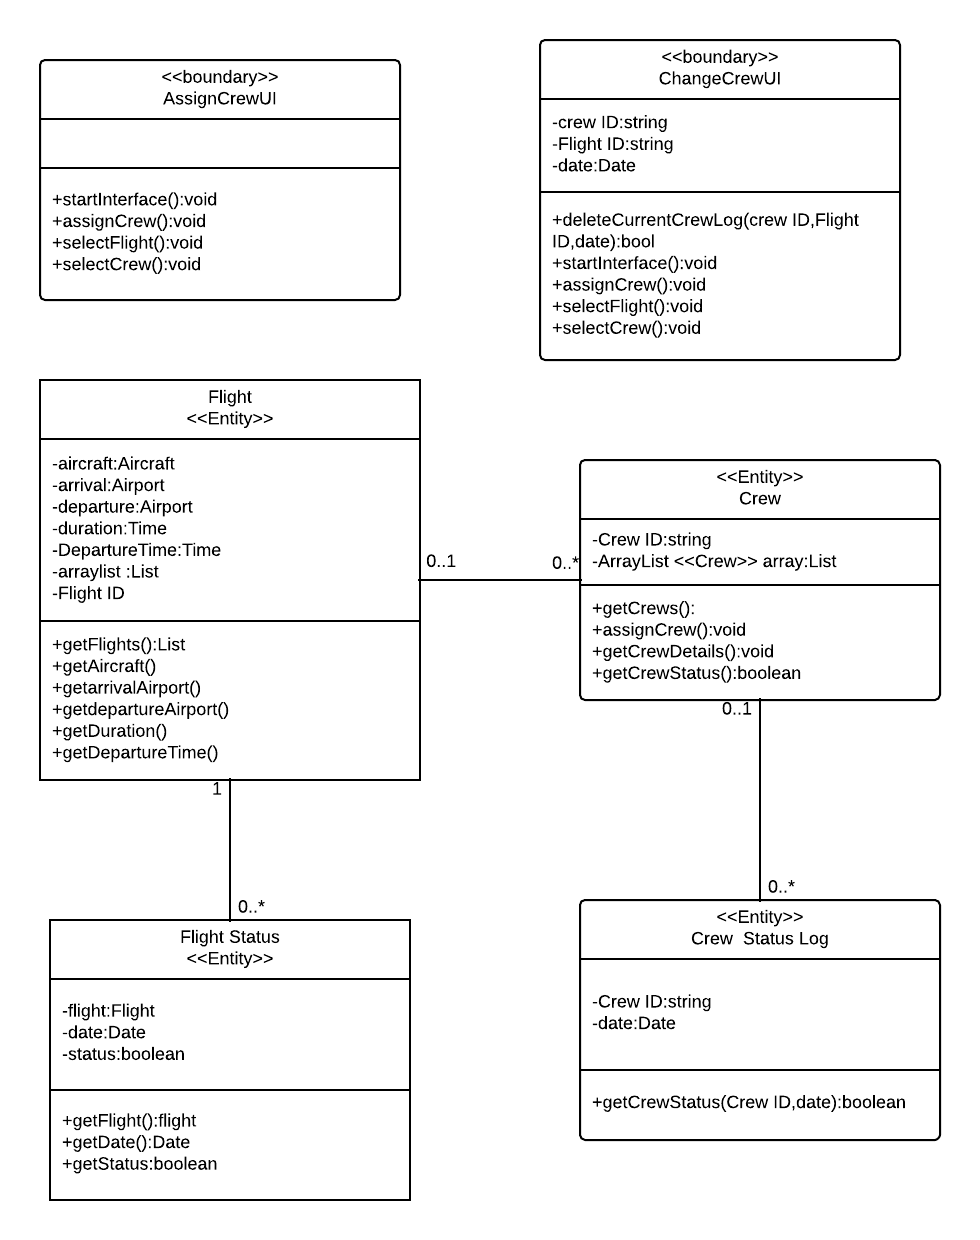 <<boundary>>
AssignCrewUI
+startInterface():void
+assignCrew():void
+selectFlight():void
+selectCrew():void
<<boundary>>
ChangeCrewUI
-crew ID:string
-Flight ID:string
-date:Date
+deleteCurrentCrewLog(crew ID,Flight
ID,date):bool
+startInterface():void
+assignCrew():void
+selectFlight():void
+selectCrew():void
Flight
<<Entity>>
-aircraft:Aircraft
-arrival:Airport
-departure:Airport
-duration:Time
-DepartureTime:Time
-arraylist :List
-Flight ID
+getFlights():List
+getAircraft()
+getarrivalAirport()
+getdepartureAirport()
+getDuration()
+getDepartureTime()
0..1
0..*
<<Entity>>
Crew
-Crew ID:string
-ArrayList <<Crew>> array:List
+getCrews():
+assignCrew():void
+getCrewDetails():void
+getCrewStatus():boolean
1
0..*
0..1
0..*
Flight Status
<<Entity>>
-flight:Flight
-date:Date
-status:boolean
+getFlight():flight
+getDate():Date
+getStatus:boolean
<<Entity>>
Crew  Status Log
-Crew ID:string
-date:Date
+getCrewStatus(Crew ID,date):boolean